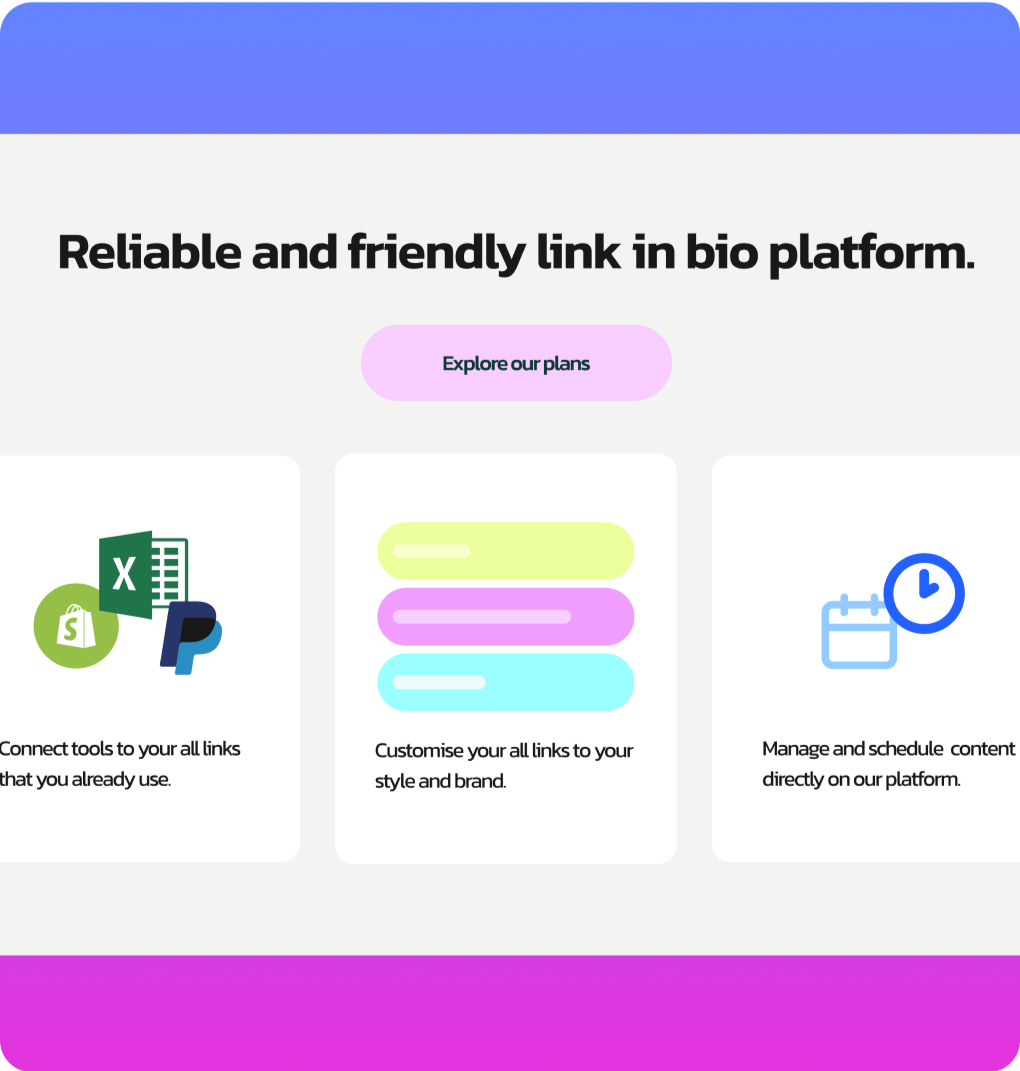 Reliable and friendly link in bio platform.
Explore our plans
X
S
Connect tools to your all links
that you already use.
Customise your all links to your
style and brand.
Manage and schedule content
directly on our platform.